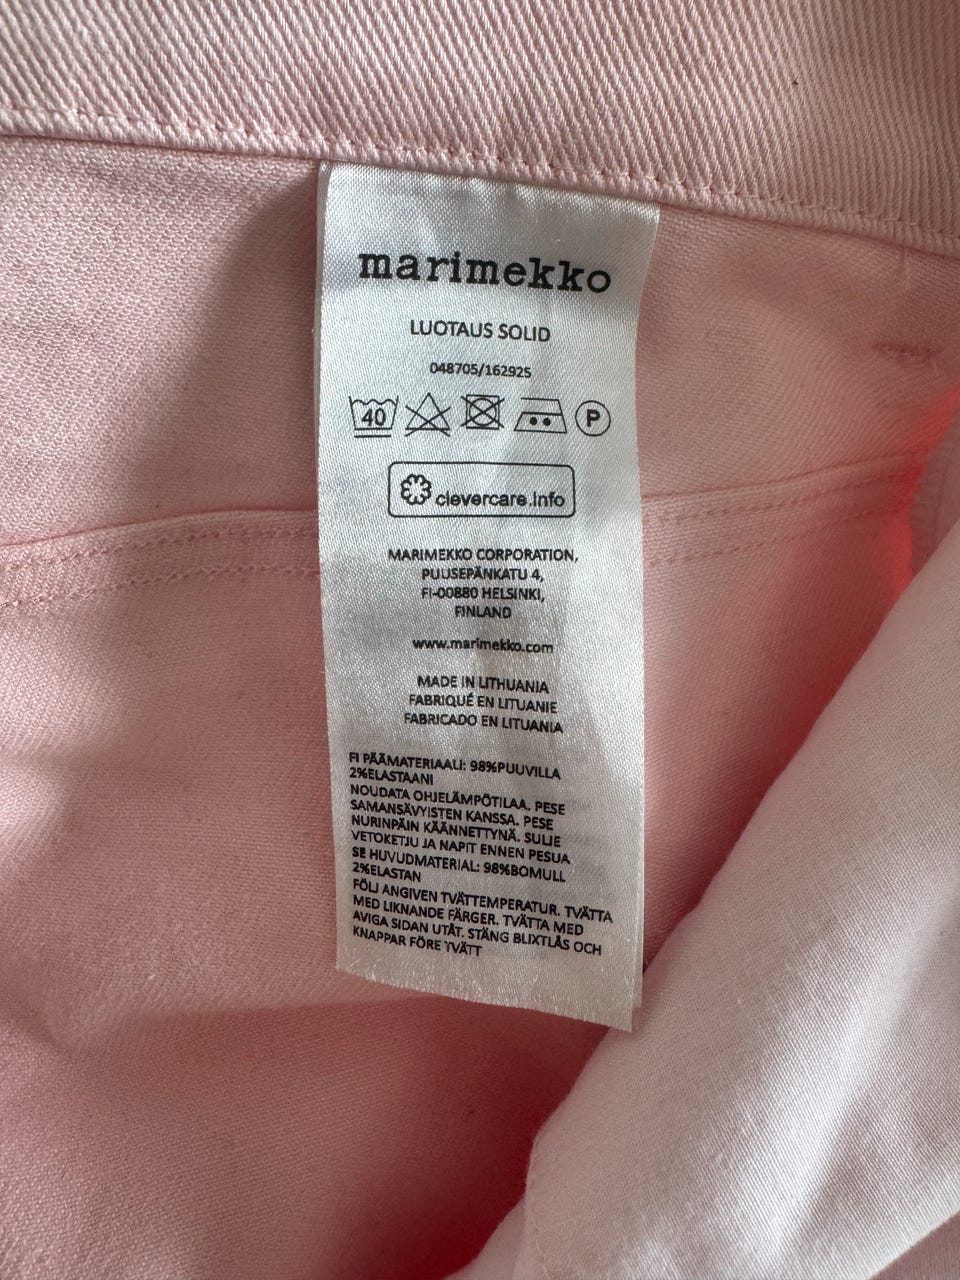 marimekko
LUOTAUS SOLID
048705/162925
40 P
clevercare.info
MARIMEKKO CORPORATION,
PUUSEPÄNKATU 4,
FI-00880 HELSINKI,
FINLAND
www.marimekko.com
MADE IN LITHUANIA
FABRIQUÉ EN LITUANIE
FABRICADO EN LITUANIA
FI PÄÄMATERIAALI: 98%PUUVILLA
2%ELASTAANI
NOUDATA OHJELÄMPÖTILAA. PESE
SAMANSÄVYISTEN KANSSA. PESE
NURINPÄIN KÄÄNNETTYNÄ. SULJE
VETOKETJU JA NAPIT ENNEN PESUA
SE HUVUDMATERIAL: 98%BOMULL
2%ELASTAN
FÖLJ ANGIVEN TVÄTTEMPERATUR. TVÄTTA
MED LIKNANDE FÄRGER. TVÄTTA MED
AVIGA SIDAN UTÅT. STÄNG BLIXTLÅS OCH
KNAPPAR FÖRE TVÄTT